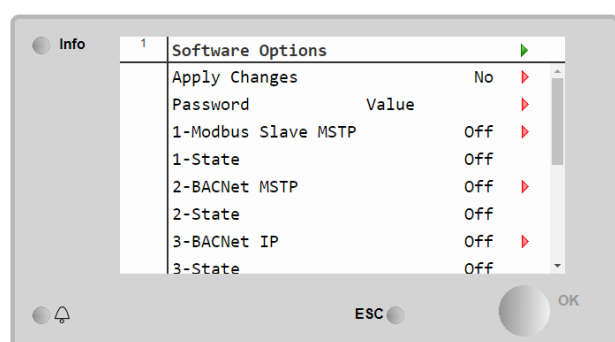 Info
1 Software Options
Apply Changes No
Password Value
1-Modbus Slave MSTP Off
1-State Off
2-BACNet MSTP Off
2-State Off
3-BACNet IP Off
3-State Off
ESC
OK